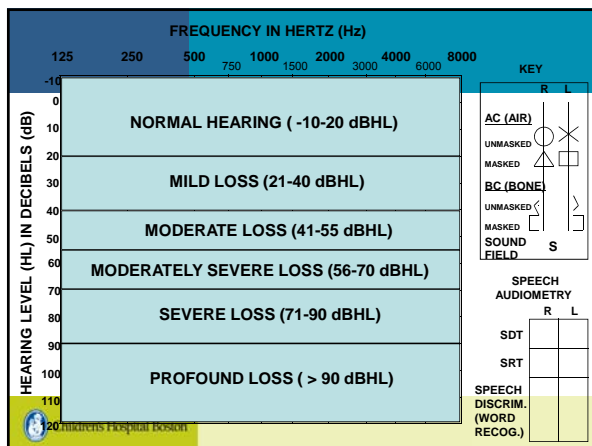 FREQUENCY IN HERTZ (Hz)
125 250 500 1000 2000 4000 8000
750 1500 3000 6000
HEARING LEVEL (HL) IN DECIBELS (dB)
-10
0
10
20
30
40
50
60
70
80
90
100
110
120
NORMAL HEARING ( -10-20 dBHL)
MILD LOSS (21-40 dBHL)
MODERATE LOSS (41-55 dBHL)
MODERATELY SEVERE LOSS (56-70 dBHL)
SEVERE LOSS (71-90 dBHL)
PROFOUND LOSS ( > 90 dBHL)
Children's Hospital Boston
KEY
R L
AC (AIR)
UNMASKED
MASKED
BC (BONE)
UNMASKED
MASKED
SOUND S
FIELD
SPEECH
AUDIOMETRY
R L
SDT
SRT
SPEECH
DISCRIM.
(WORD
RECOG.)